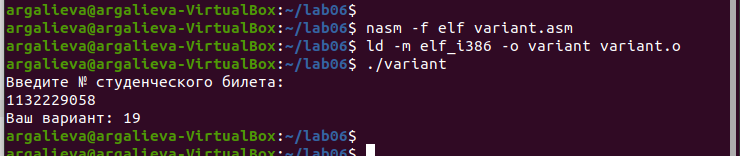 argalieva@argalieva-VirtualBox:~/lab06$
argalieva@argalieva-VirtualBox:~/lab06$ nasm -f elf variant.asm
argalieva@argalieva-VirtualBox:~/lab06$ ld -m elf_i386 -o variant variant.o
argalieva@argalieva-VirtualBox:~/lab06$ ./variant
Введите № студенческого билета:
1132229058
Ваш вариант: 19
argalieva@argalieva-VirtualBox:~/lab06$
argalieva@argalieva-VirtualBox:~/lab06$